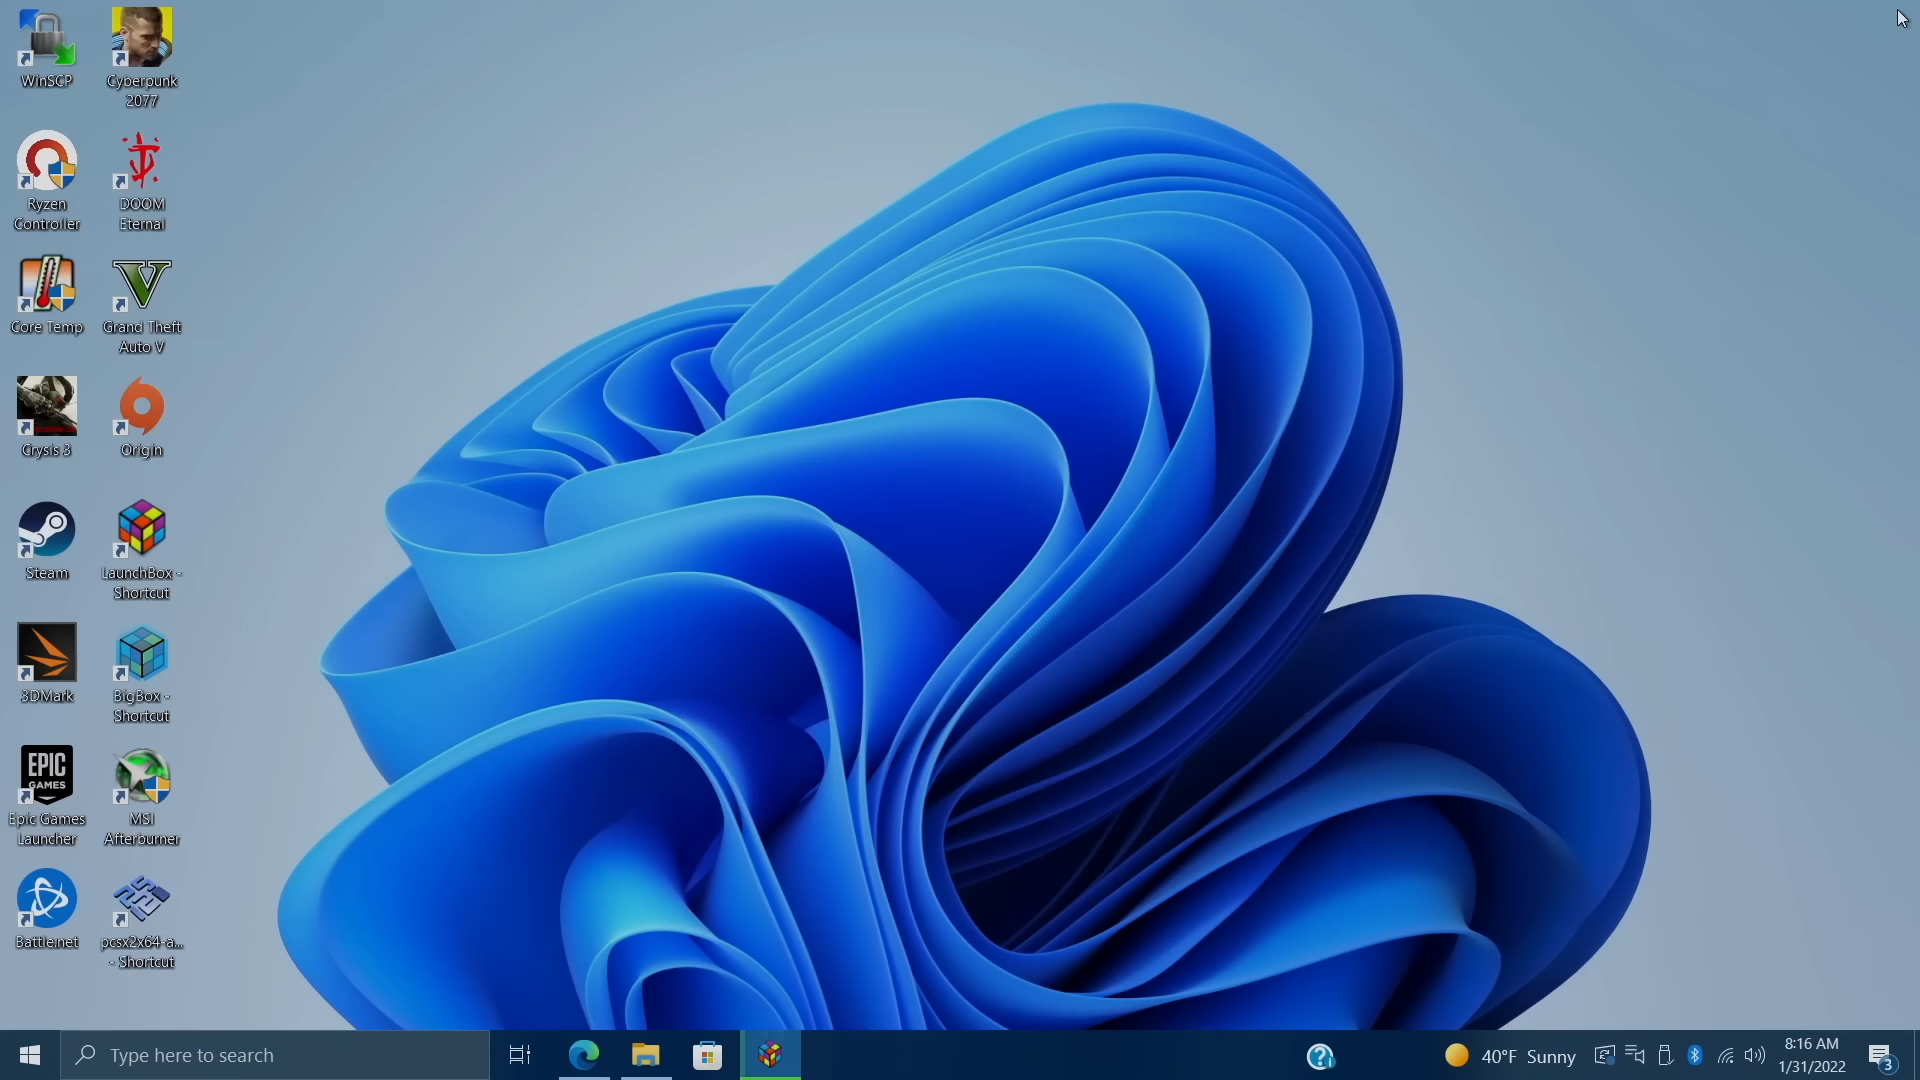 WinSCP
Cyberpunk
2077
Ryzen
Controller
DOOM
Eternal
Core Temp
Grand Theft
Auto V
Crysis 3
Origin
Steam
LaunchBox -
Shortcut
3DMark
BigBox -
Shortcut
EPIC
GAMES
Epic Games
Launcher
MSI
Afterburner
Battle.net
pcsx2x64-a...
- Shortcut
Type here to search
40°F Sunny
8:16 AM
1/31/2022
3